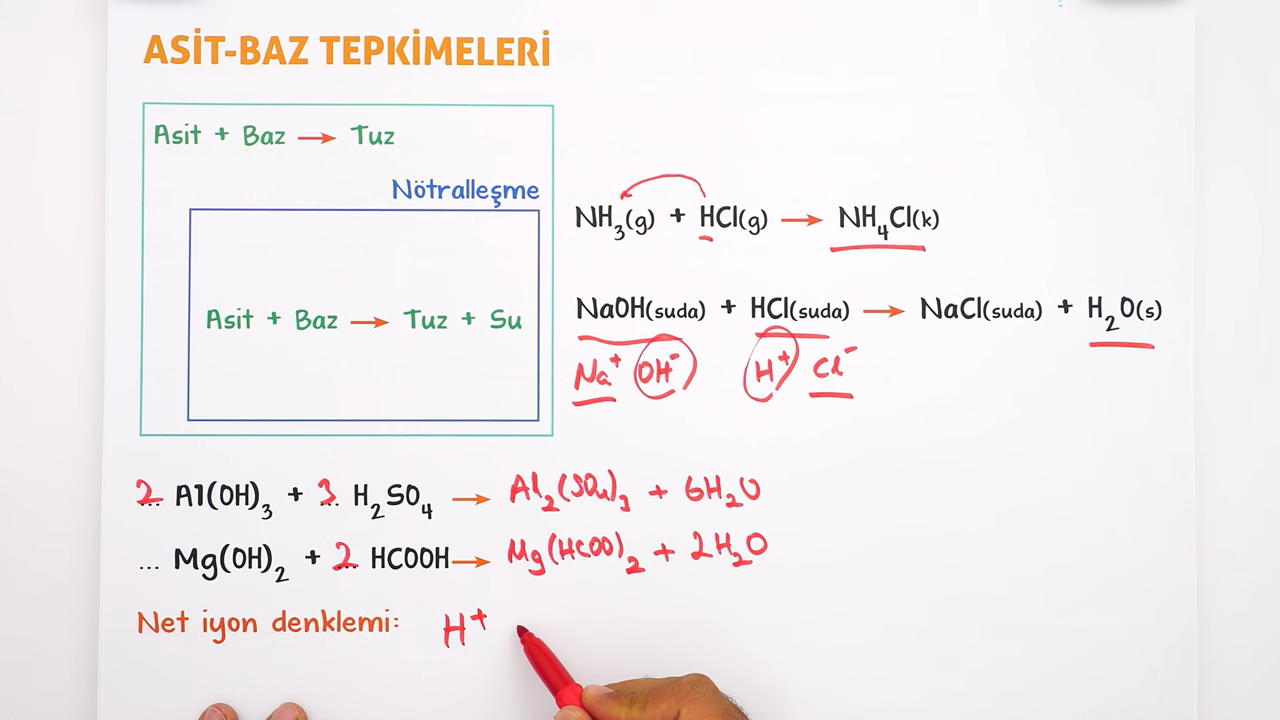 ASİT-BAZ TEPKİMELERİ
Asit + Baz → Tuz
Nötralleşme
Asit + Baz → Tuz + Su
NH₃(g) + HCl(g) → NH₄Cl(k)
NaOH(suda) + HCl(suda) → NaCl(suda) + H₂O(s)
Na⁺ OH⁻ H⁺ Cl⁻
2 Al(OH)₃ + 3 H₂SO₄ → Al₂(SO₄)₃ + 6H₂O
... Mg(OH)₂ + 2 HCOOH → Mg(HCOO)₂ + 2H₂O
Net iyon denklemi: H⁺